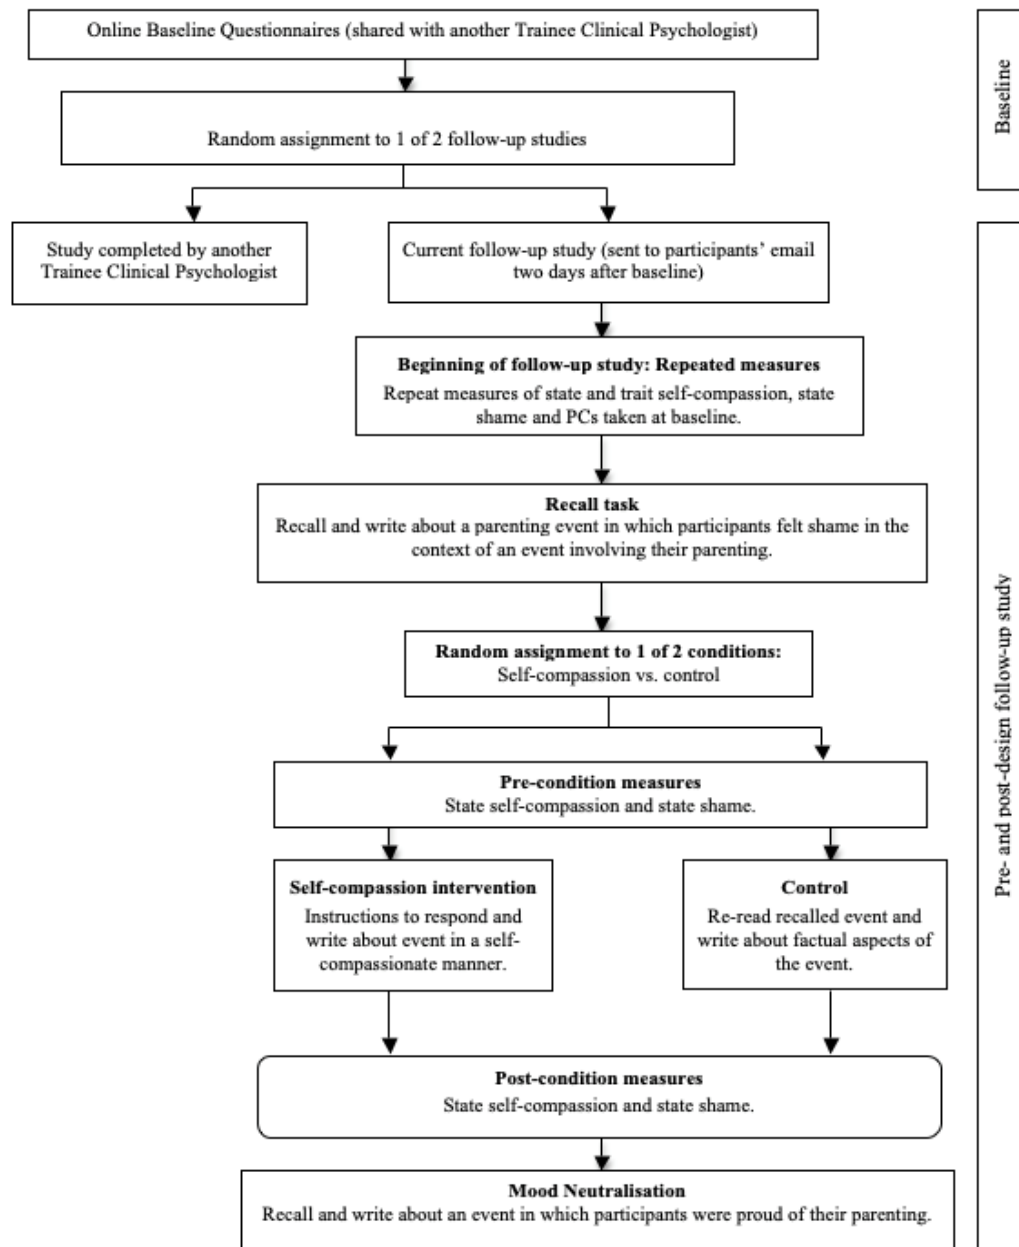 Online Baseline Questionnaires (shared with another Trainee Clinical Psychologist)
Baseline
Random assignment to 1 of 2 follow-up studies
Study completed by another
Trainee Clinical Psychologist
Current follow-up study (sent to participants' email
two days after baseline)
Beginning of follow-up study: Repeated measures
Repeat measures of state and trait self-compassion, state
shame and PCs taken at baseline.
Recall task
Recall and write about a parenting event in which participants felt shame in the
context of an event involving their parenting.
Random assignment to 1 of 2 conditions:
Self-compassion vs. control
Pre- and post-design follow-up study
Pre-condition measures
State self-compassion and state shame.
Self-compassion intervention
Instructions to respond and
write about event in a self-
compassionate manner.
Control
Re-read recalled event and
write about factual aspects of
the event.
Post-condition measures
State self-compassion and state shame.
Mood Neutralisation
Recall and write about an event in which participants were proud of their parenting.